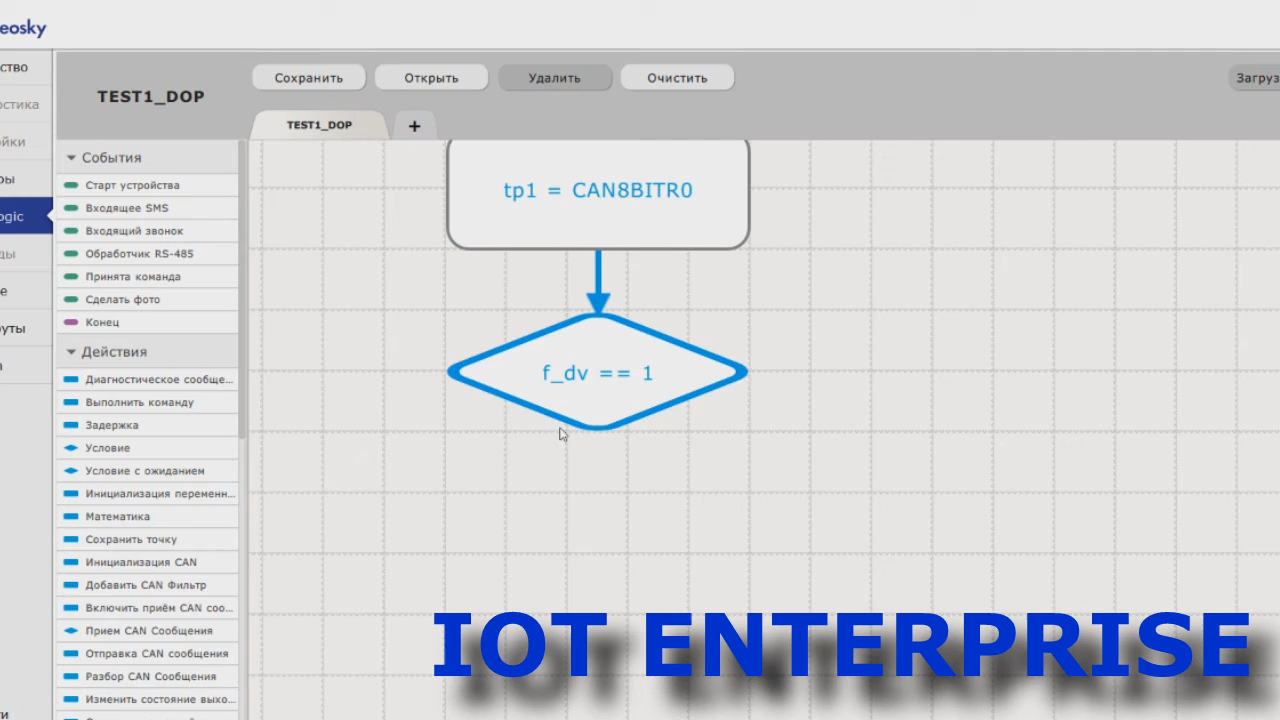 eosky
ство
остика
ойки
ры
ogic
ды
е
руты
а
ти
TEST1_DOP
Сохранить
Открыть
Удалить
Очистить
Загруз
TEST1_DOP
+
События
Старт устройства
Входящее SMS
Входящий звонок
Обработчик RS-485
Принята команда
Сделать фото
Конец
Действия
Диагностическое сообще...
Выполнить команду
Задержка
Условие
Условие с ожиданием
Инициализация переменн...
Математика
Сохранить точку
Инициализация CAN
Добавить CAN Фильтр
Включить приём CAN соо...
Прием CAN Сообщения
Отправка CAN сообщения
Разбор CAN Сообщения
Изменить состояние выхо...
tp1 = CAN8BITR0
f_dv == 1
IOT ENTERPRISE